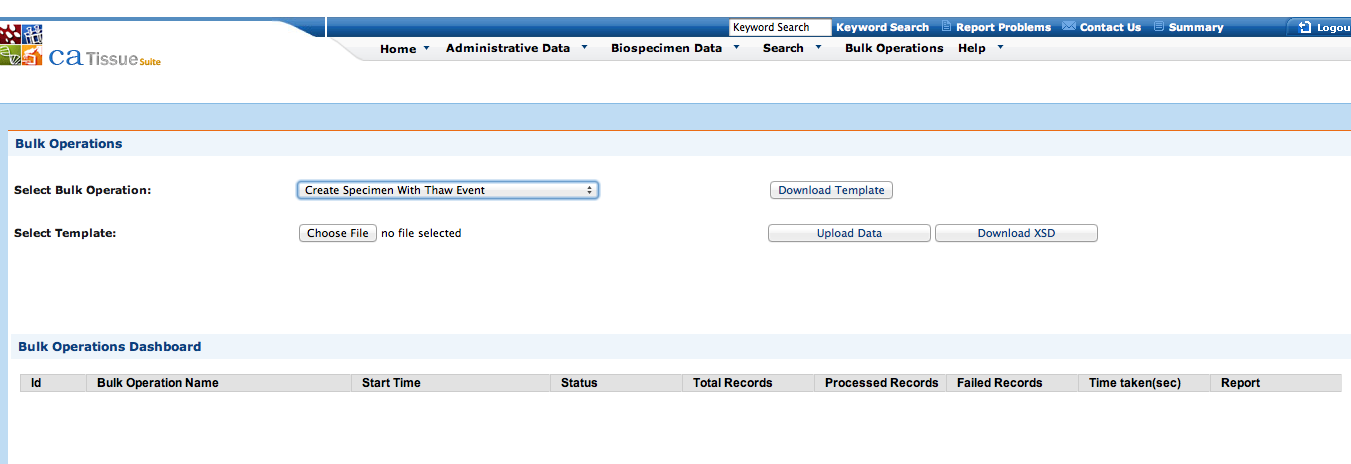 Keyword Search Keyword Search Report Problems Contact Us Summary Logou
Home Administrative Data Biospecimen Data Search Bulk Operations Help
ca Tissue Suite
Bulk Operations
Select Bulk Operation: Create Specimen With Thaw Event Download Template
Select Template: Choose File no file selected Upload Data Download XSD
Bulk Operations Dashboard
Id Bulk Operation Name Start Time Status Total Records Processed Records Failed Records Time taken(sec) Report